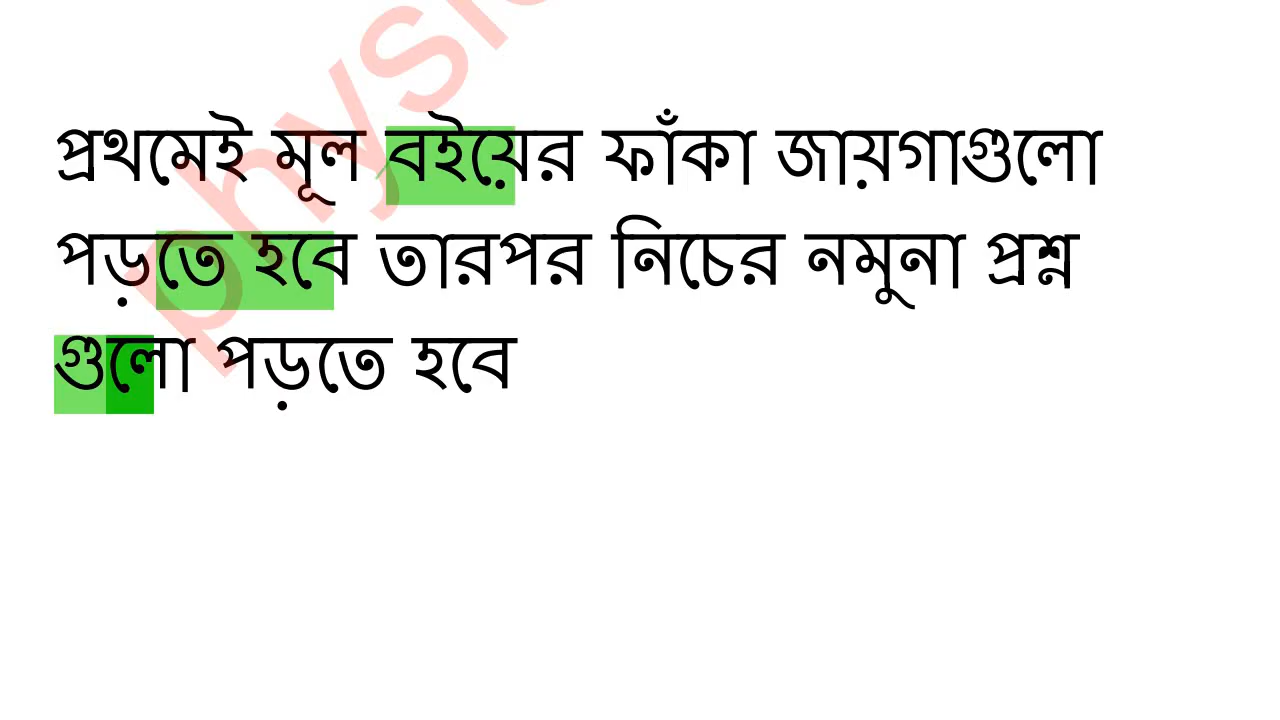 প্রথমেই মূল বইয়ের ফাঁকা জায়গাগুলো
পড়তে হবে তারপর নিচের নমুনা প্রশ্ন
গুলো পড়তে হবে